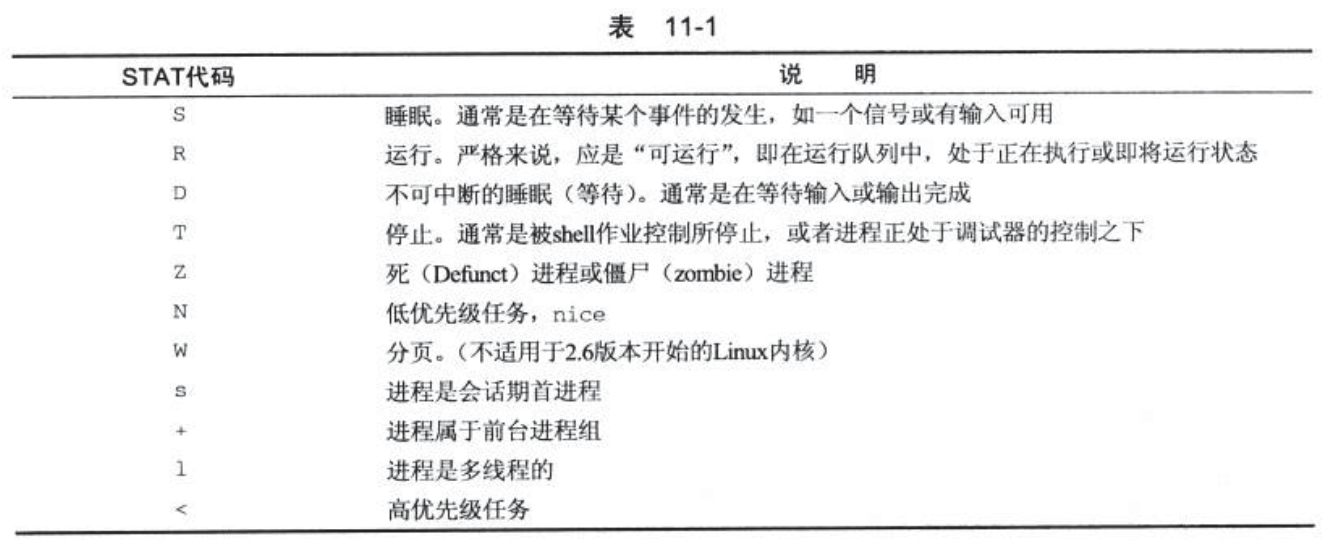 表 11-1
STAT代码 说 明
S 睡眠。通常是在等待某个事件的发生，如一个信号或有输入可用
R 运行。严格来说，应是“可运行”，即在运行队列中，处于正在执行或即将运行状态
D 不可中断的睡眠（等待）。通常是在等待输入或输出完成
T 停止。通常是被shell作业控制所停止，或者进程正处于调试器的控制之下
Z 死（Defunct）进程或僵尸（zombie）进程
N 低优先级任务，nice
W 分页。（不适用于2.6版本开始的Linux内核）
s 进程是会话期首进程
+ 进程属于前台进程组
l 进程是多线程的
< 高优先级任务